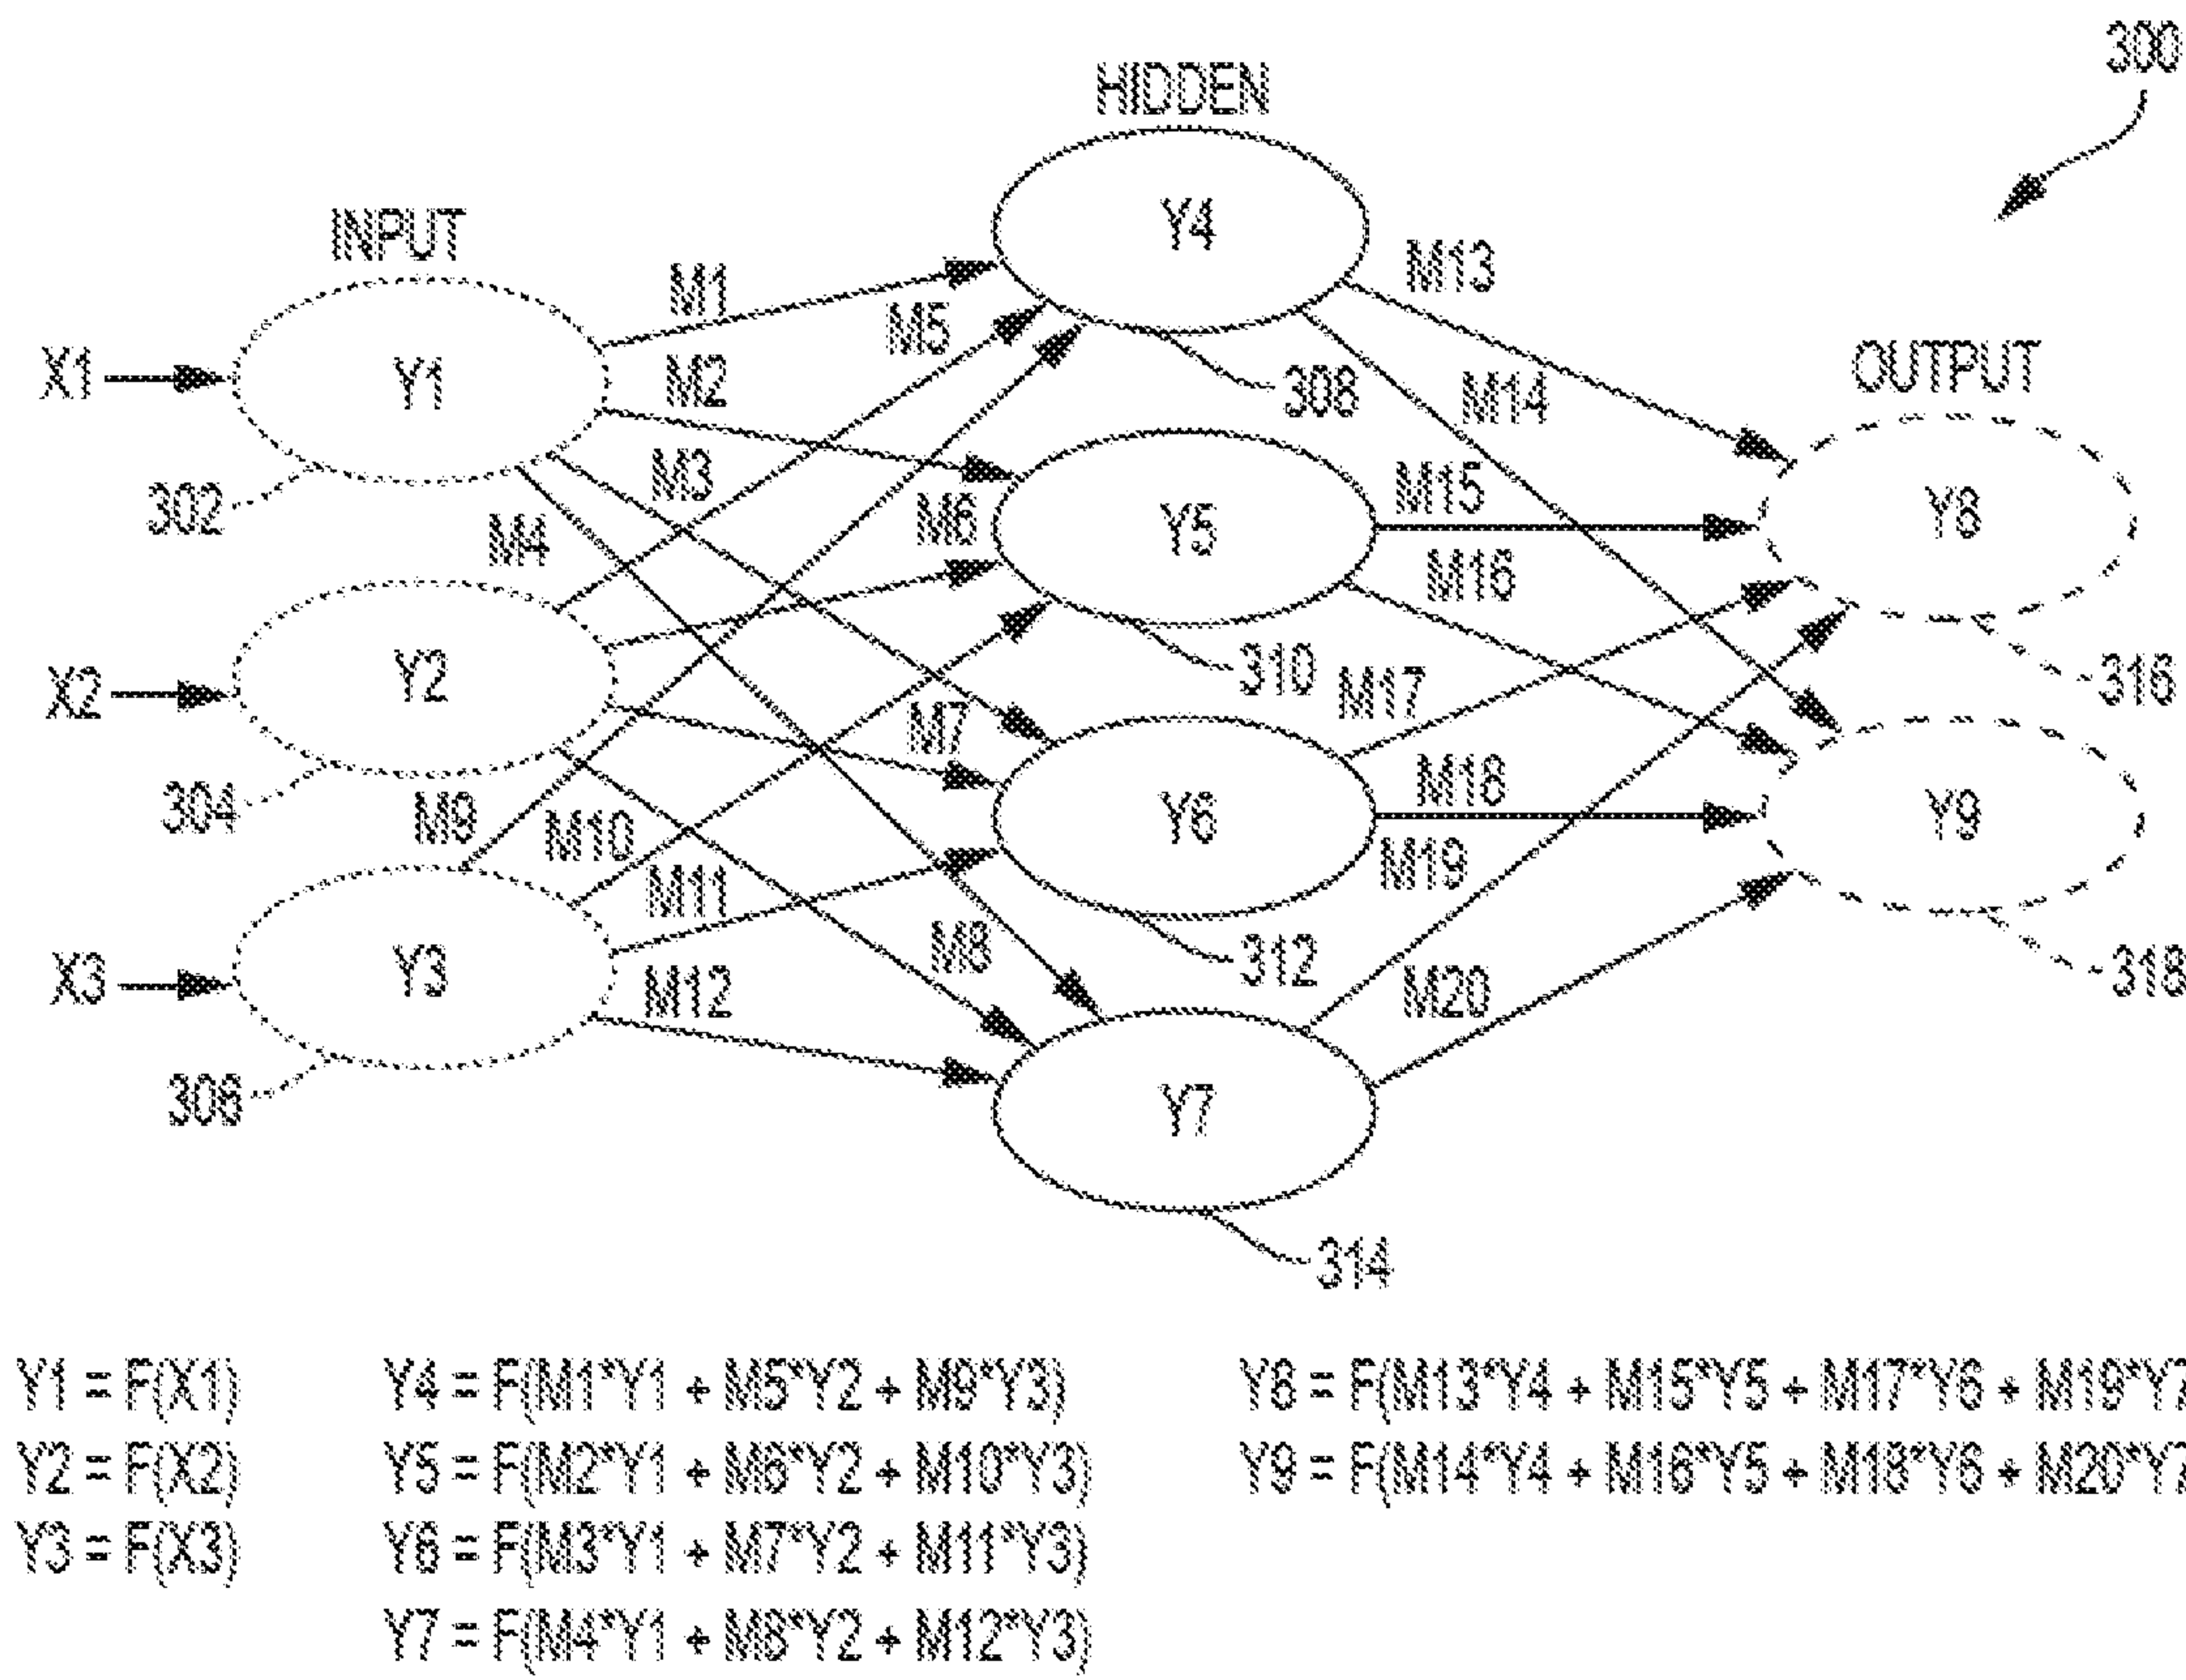 300
HIDDEN
INPUT
Y4
M1
M13
M5
X1
Y1
M2
308
OUTPUT
M14
302
M3
M15
M4
M6
Y5
Y8
M16
X2
Y2
310
M17
316
M7
304
M9
M10
Y6
M18
Y9
M19
M11
M8
312
X3
Y3
M12
M20
318
306
Y7
314
Y1 = F(X1) Y4 = F(M1*Y1 + M5*Y2 + M9*Y3) Y8 = F(M13*Y4 + M15*Y5 + M17*Y6 + M19*Y7
Y2 = F(X2) Y5 = F(M2*Y1 + M6*Y2 + M10*Y3) Y9 = F(M14*Y4 + M16*Y5 + M18*Y6 + M20*Y7
Y3 = F(X3) Y6 = F(M3*Y1 + M7*Y2 + M11*Y3)
Y7 = F(M4*Y1 + M8*Y2 + M12*Y3)